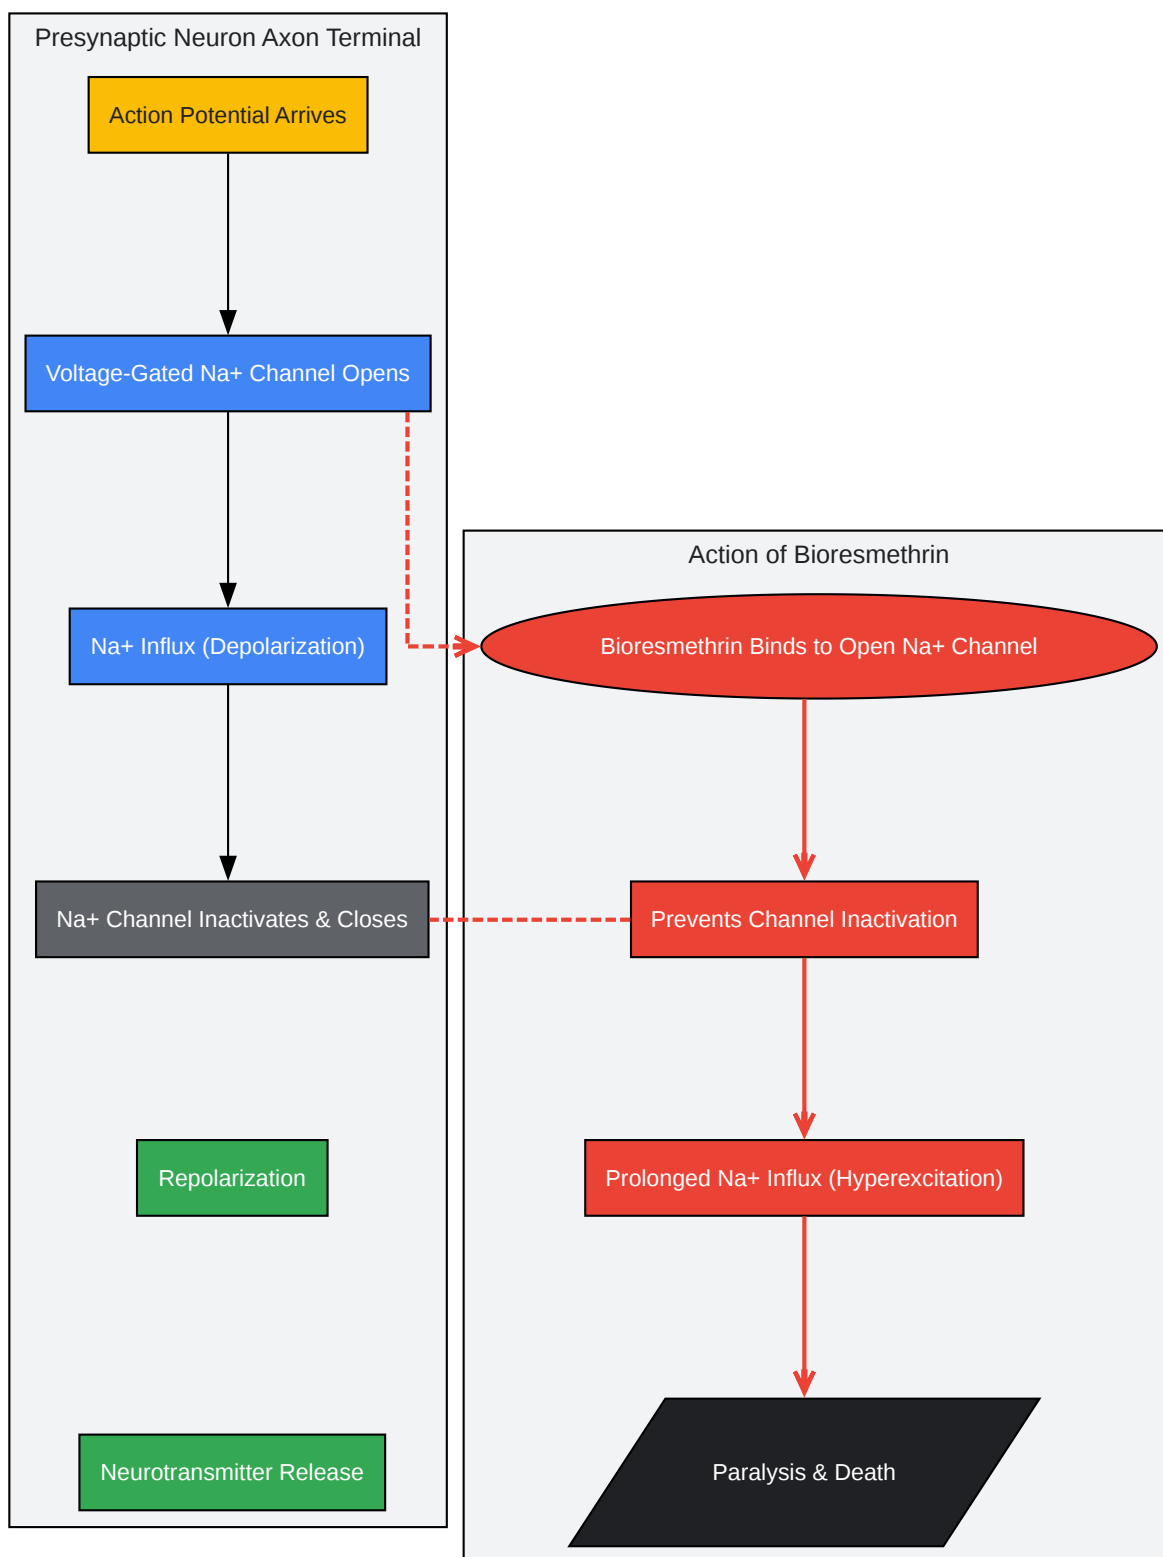 Presynaptic Neuron Axon Terminal
Action Potential Arrives
Voltage-Gated Na+ Channel Opens
Na+ Influx (Depolarization)
Na+ Channel Inactivates & Closes
Repolarization
Neurotransmitter Release
Action of Bioresmethrin
Bioresmethrin Binds to Open Na+ Channel
Prevents Channel Inactivation
Prolonged Na+ Influx (Hyperexcitation)
Paralysis & Death